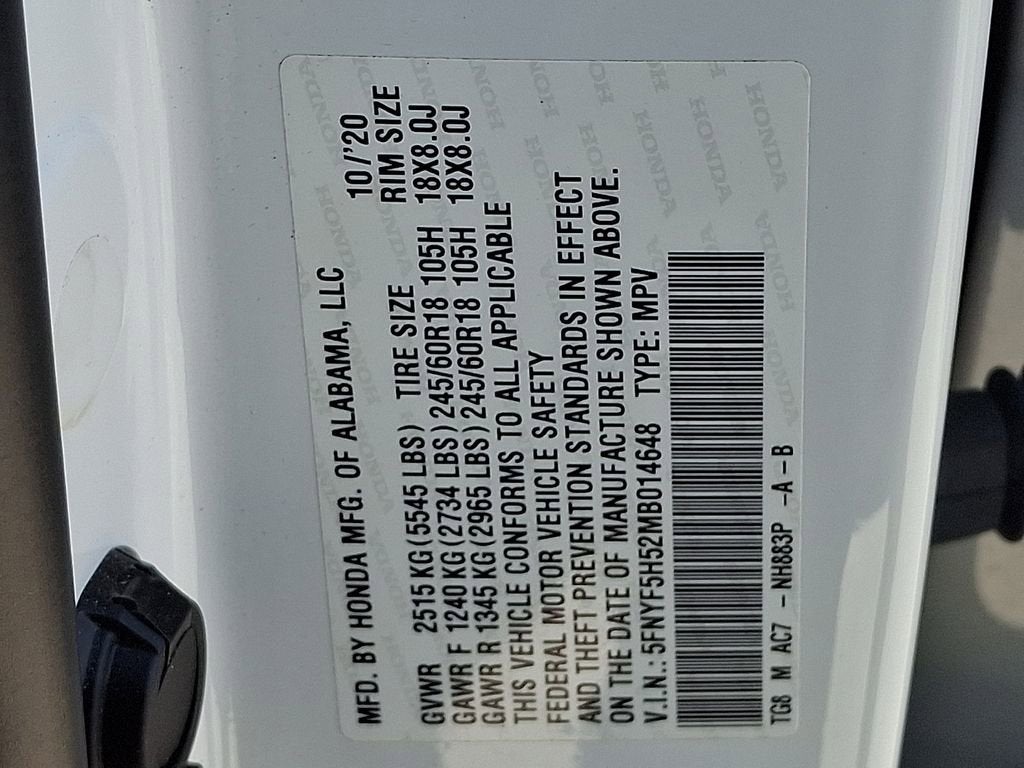 MFD. BY HONDA MFG. OF ALABAMA, LLC 10/'20
GVWR 2515 KG (5545 LBS) TIRE SIZE RIM SIZE
GAWR F 1240 KG (2734 LBS) 245/60R18 105H 18X8.0J
GAWR R 1345 KG (2965 LBS) 245/60R18 105H 18X8.0J
THIS VEHICLE CONFORMS TO ALL APPLICABLE
FEDERAL MOTOR VEHICLE SAFETY
AND THEFT PREVENTION STANDARDS IN EFFECT
ON THE DATE OF MANUFACTURE SHOWN ABOVE.
V.I.N.: 5FNYF5H52MB014648 TYPE: MPV
TG8 M AC7 - NH883P -A-B